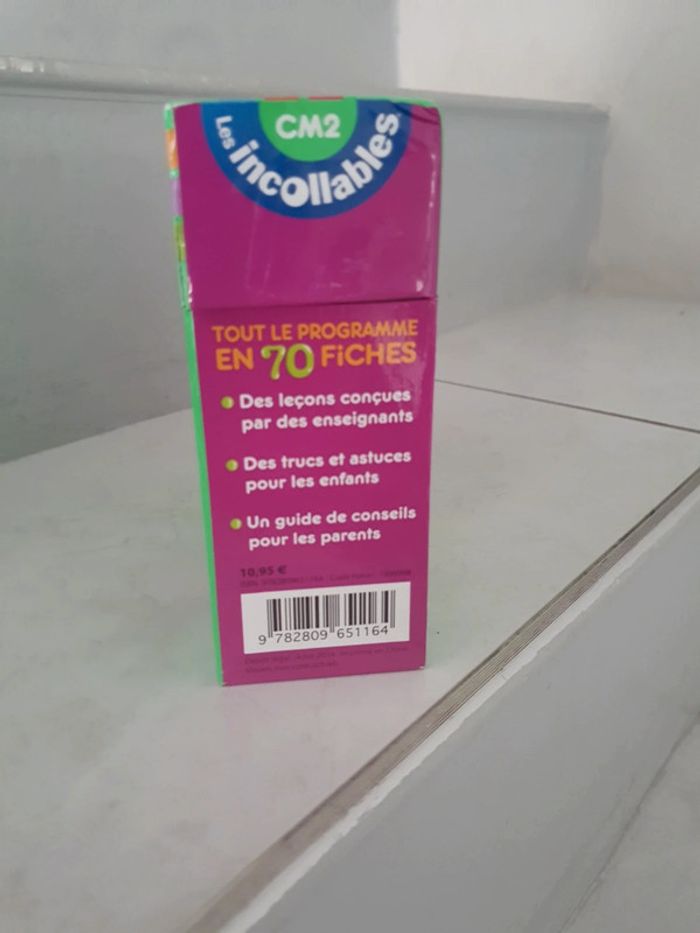 CM2
Les incollables
TOUT LE PROGRAMME
EN 70 FiCHES
Des leçons conçues
par des enseignants
Des trucs et astuces
pour les enfants
Un guide de conseils
pour les parents
10,95 €
9 782809 651164